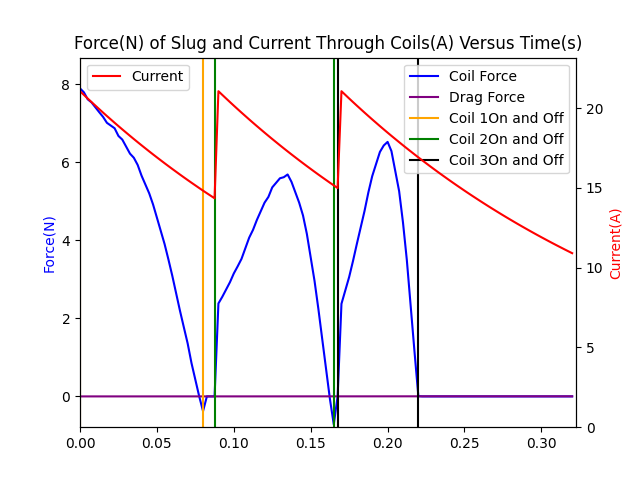 Force(N) of Slug and Current Through Coils(A) Versus Time(s)
Current
Coil Force
Drag Force
Coil 1On and Off
Coil 2On and Off
Coil 3On and Off
Force(N)
Current(A)
8
6
4
2
0
20
15
10
5
0
0.00 0.05 0.10 0.15 0.20 0.25 0.30